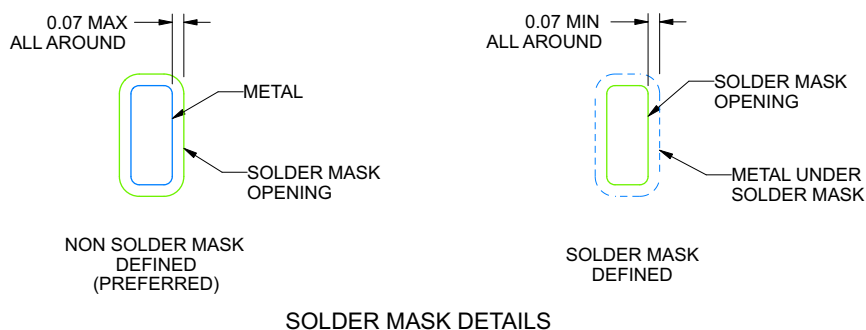 0.07 MAX
ALL AROUND
METAL
SOLDER MASK
OPENING
NON SOLDER MASK
DEFINED
(PREFERRED)
0.07 MIN
ALL AROUND
SOLDER MASK
OPENING
METAL UNDER
SOLDER MASK
SOLDER MASK
DEFINED
SOLDER MASK DETAILS